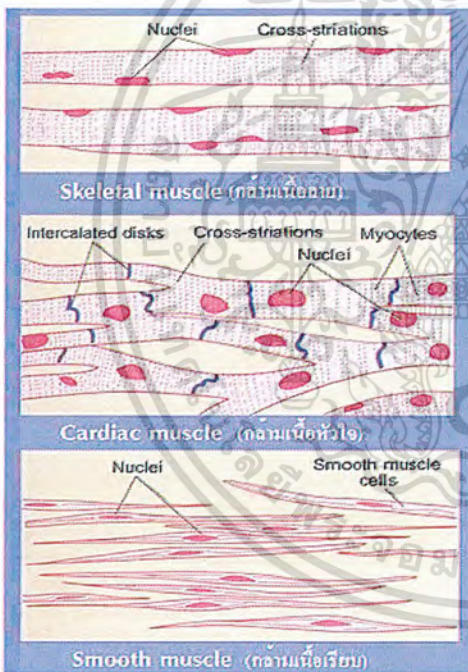 Nuclei Cross-striations
Skeletal muscle (กล้ามเนื้อลาย)
Intercalated disks Cross-striations Myocytes
Nuclei
Cardiac muscle (กล้ามเนื้อหัวใจ)
Nuclei Smooth muscle
cells
Smooth muscle (กล้ามเนื้อเรียบ)